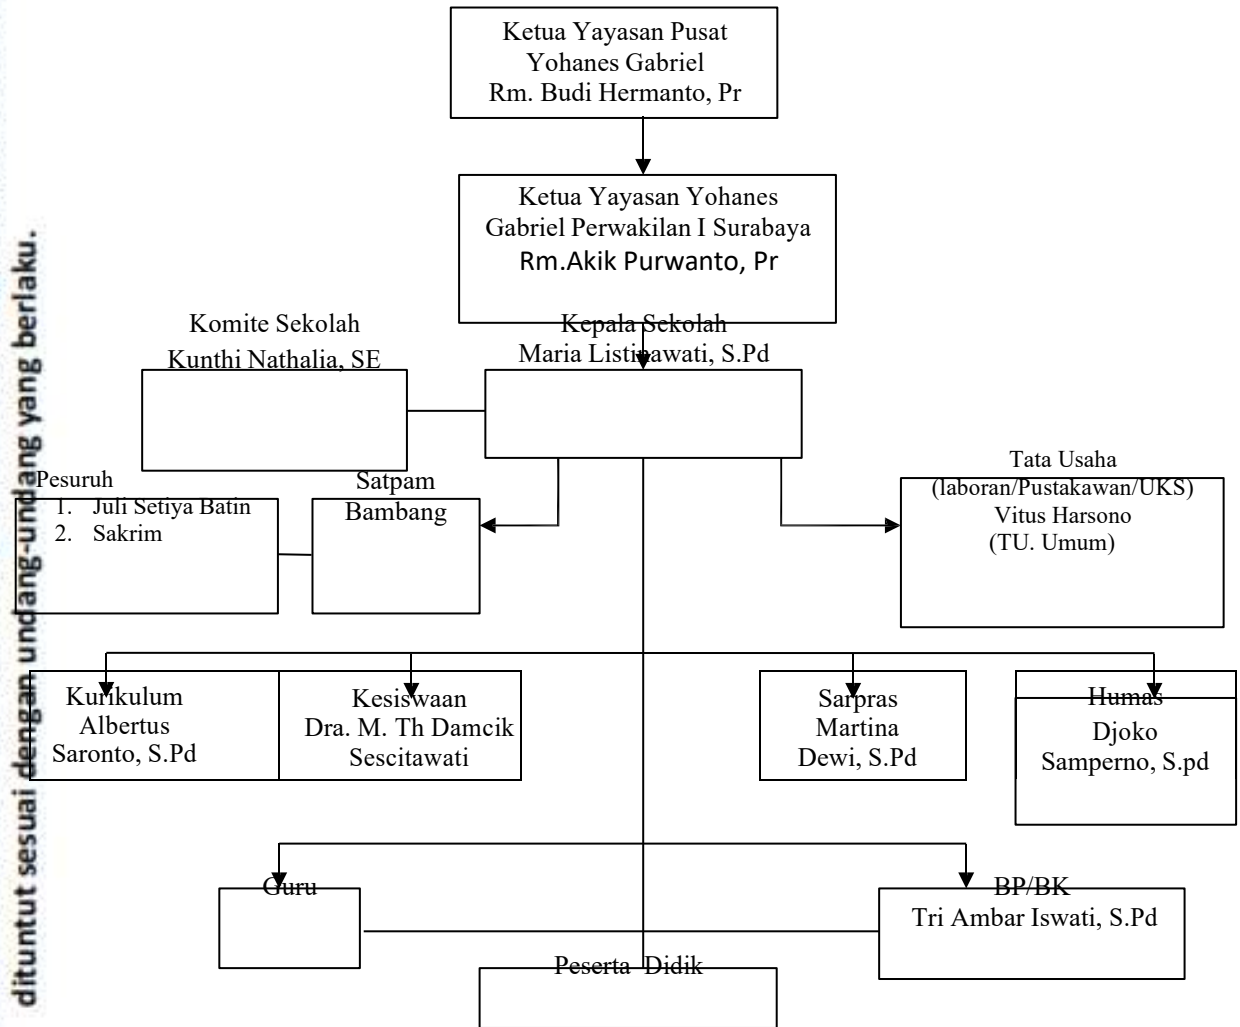 Ketua Yayasan Pusat
Yohanes Gabriel
Rm. Budi Hermanto, Pr
Ketua Yayasan Yohanes
Gabriel Perwakilan I Surabaya
Rm.Akik Purwanto, Pr
Komite Sekolah
Kunthi Nathalia, SE
Kepala Sekolah
Maria Listinawati, S.Pd
Pesuruh
1. Juli Setiya Batin
2. Sakrim
Satpam
Bambang
Tata Usaha
(laboran/Pustakawan/UKS)
Vitus Harsono
(TU. Umum)
Kurikulum
Albertus
Saronto, S.Pd
Kesiswaan
Dra. M. Th Damcik
Sescitawati
Sarpras
Martina
Dewi, S.Pd
Humas
Djoko
Samperno, S.pd
Guru
BP/BK
Tri Ambar Iswati, S.Pd
Peserta Didik
dituntut sesuai dengan undang-undang yang berlaku.